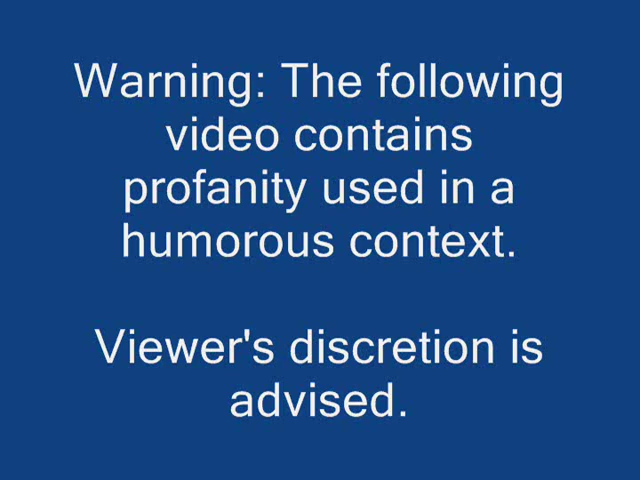 Warning: The following
video contains
profanity used in a
humorous context.
Viewer's discretion is
advised.